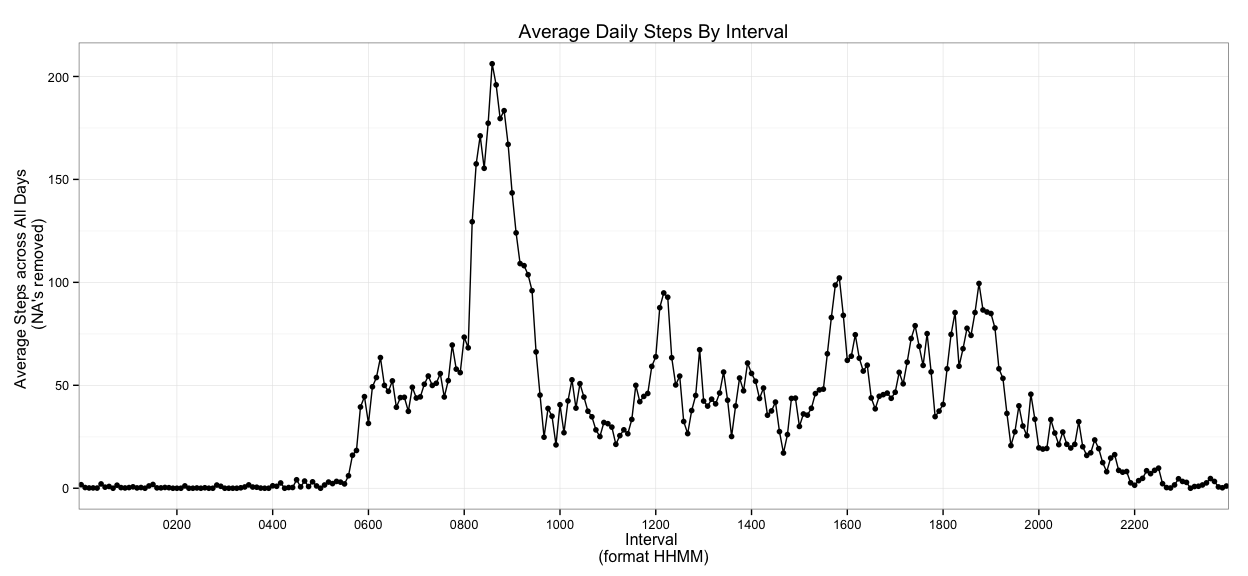 Average Daily Steps By Interval
Average Steps across All Days
(NA's removed)
200
150
100
50
0
0200 0400 0600 0800 1000 1200 1400 1600 1800 2000 2200
Interval
(format HHMM)